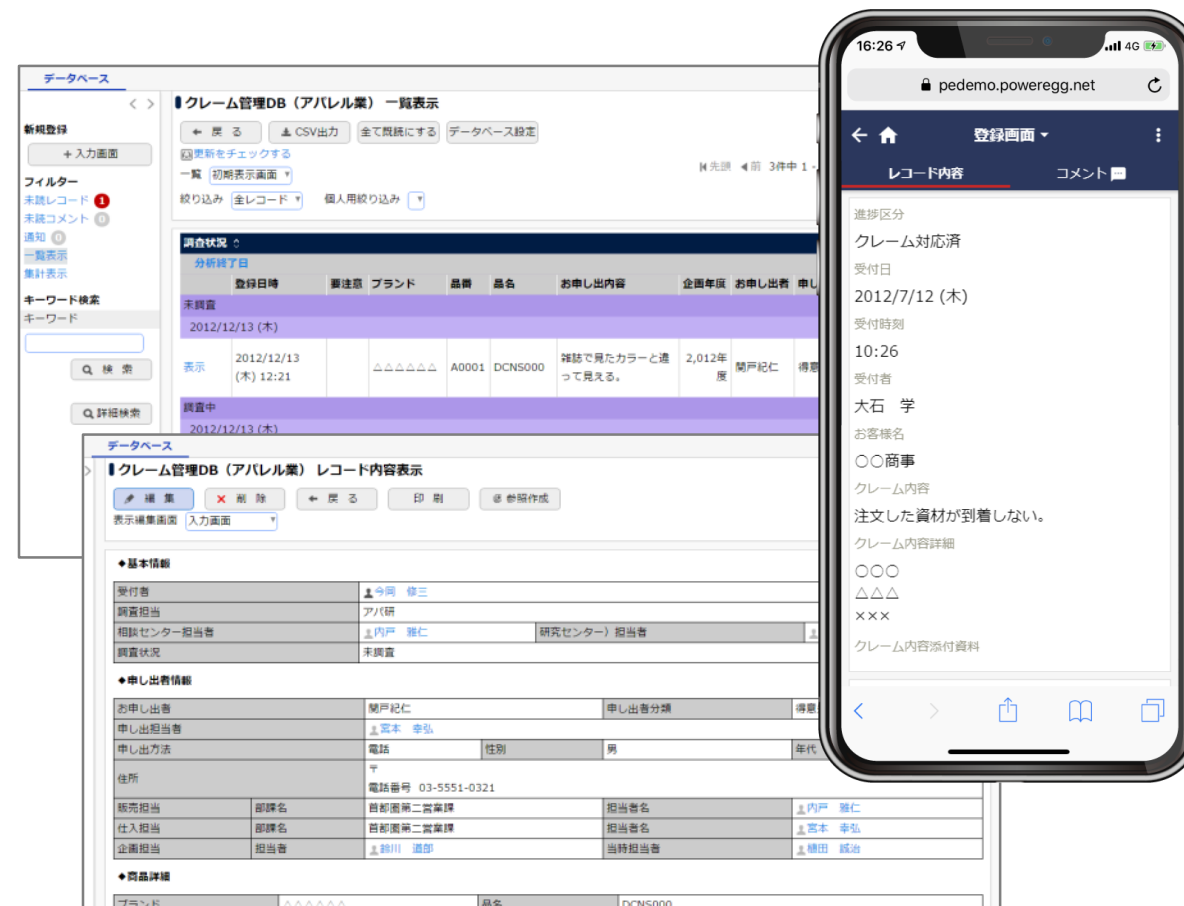 データベース
新規登録
+入力画面
フィルター
未読レコード 1
未読コメント 0
通知 0
一覧表示
集計表示
キーワード検索
キーワード
検 索
詳細検索
クレーム管理DB（アパレル業） 一覧表示
戻 る CSV出力 全て既読にする データベース設定
更新をチェックする
一覧 初期表示画面
先頭 前 3件中 1 -
絞り込み 全レコード 個人用絞り込み
調査状況
分析終了日
登録日時 要注意 ブランド 品番 品名 お申し出内容 企画年度 お申し出者 申し
未調査
2012/12/13 (木)
表示 2012/12/13 (木) 12:21 △△△△△△ A0001 DCNS000 雑誌で見たカラーと違って見える。 2,012年度 関戸紀仁 得意
調査中
2012/12/13 (木)
データベース
クレーム管理DB（アパレル業） レコード内容表示
編 集 削 除 戻 る 印 刷 参照作成
表示編集画面 入力画面
◆基本情報
受付者 今岡 修三
調査担当 アパ研
相談センター担当者 内戸 雅仁 研究センター）担当者
調査状況 未調査
◆申し出者情報
お申し出者 関戸紀仁 申し出者分類 得意
申し出担当者 宮本 幸弘
申し出方法 電話 性別 男 年代
住所 〒
電話番号 03-5551-0321
販売担当 部課名 首都圏第二営業課 担当者名 内戸 雅仁
仕入担当 部課名 首都圏第二営業課 担当者名 宮本 幸弘
企画担当 担当者 鈴川 道郎 当時担当者 穂田 誠治
◆商品詳細
ブランド △△△△△△ 品名 DCNS000
16:26 4G
pedemo.poweregg.net
登録画面
レコード内容 コメント
進捗区分
クレーム対応済
受付日
2012/7/12 (木)
受付時刻
10:26
受付者
大石 学
お客様名
○○商事
クレーム内容
注文した資材が到着しない。
クレーム内容詳細
○○○
△△△
×××
クレーム内容添付資料